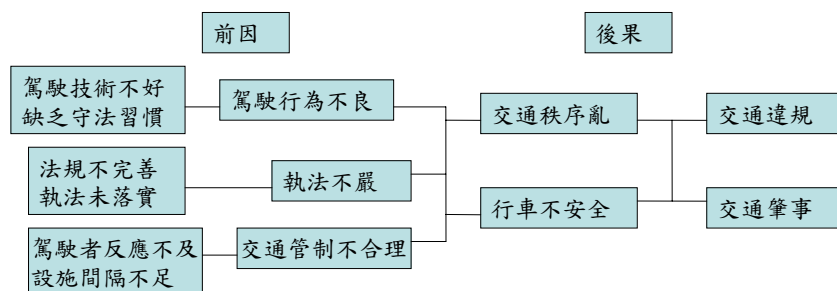 前因
後果
駕駛技術不好
缺乏守法習慣
駕駛行為不良
交通秩序亂
交通違規
法規不完善
執法未落實
執法不嚴
行車不安全
交通肇事
駕駛者反應不及
設施間隔不足
交通管制不合理